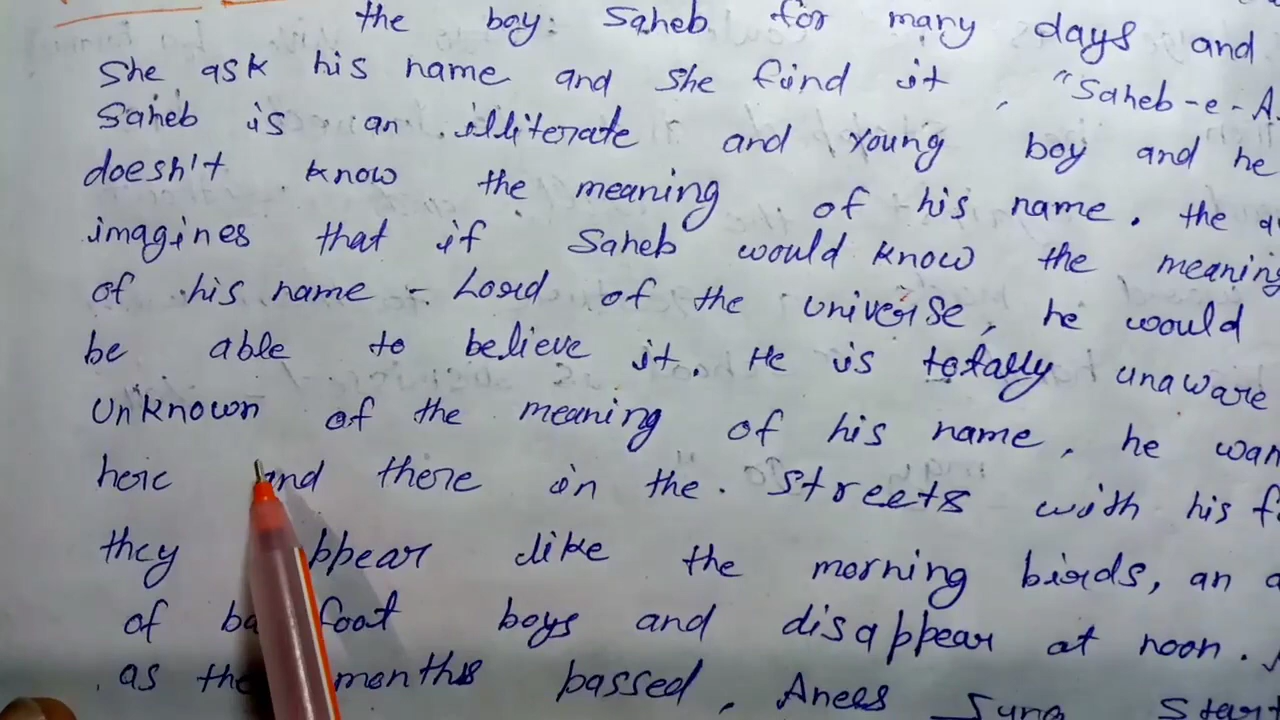 the boy: Saheb for many days and
She ask his name and she find it, "Saheb-e-A
Saheb is an illiterate and young boy and he
doesn't know the meaning of his name. the
imagines that if Saheb would know the meaning
of his name - Lord of the universe, he would
be able to believe it. He is totally unaware
Unknown of the meaning of his name, he
here and there in the streets with his
they appear like the morning birds, an
of foot boys and disappear at noon.
as the months passed, Anees Jung